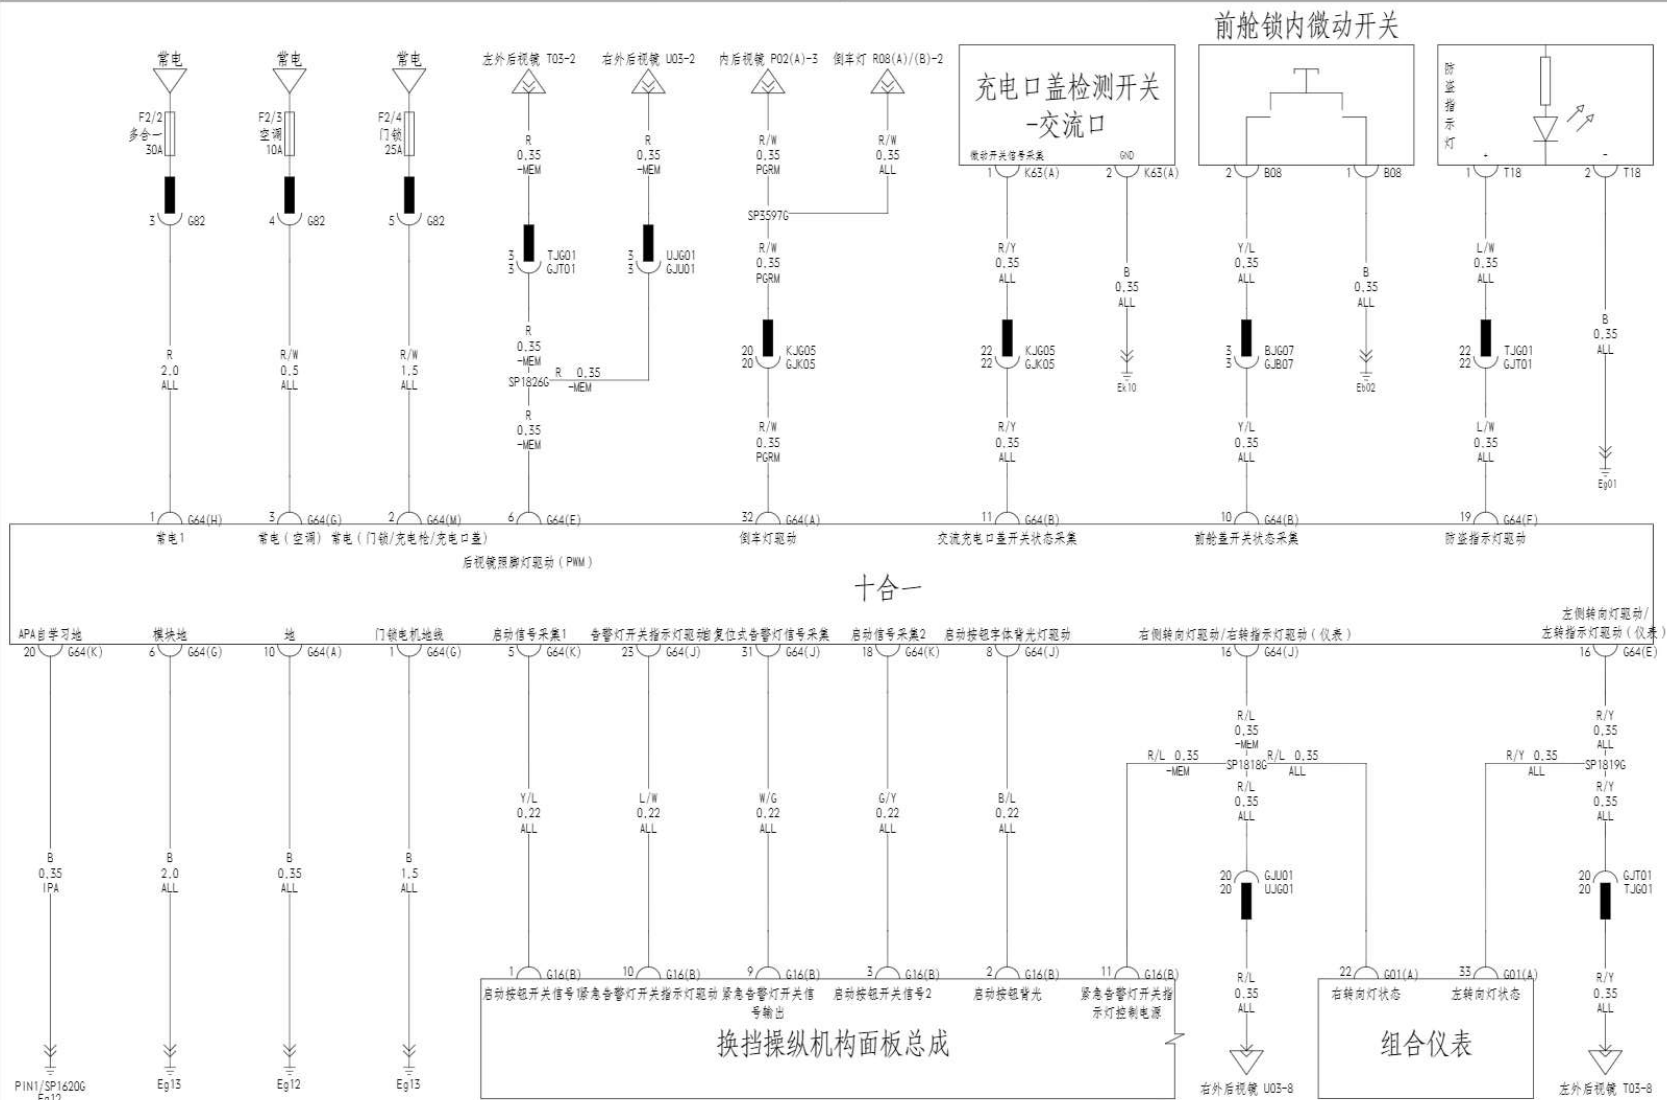 前舱锁内微动开关
常电
常电
常电
左外后视镜 T03-2
右外后视镜 U03-2
内后视镜 P02(A)-3
倒车灯 R08(A)/(B)-2
充电口盖检测开关
-交流口
微动开关信号采集
GND
防盗指示灯
+
-
F2/2
多合一
30A
F2/3
空调
10A
F2/4
门锁
25A
R
0.35
-MEM
R
0.35
-MEM
R/W
0.35
PGRM
R/W
0.35
ALL
1 K63(A)
2 K63(A)
2 B08
1 B08
1 T18
2 T18
3 G82
4 G82
5 G82
SP3597G
3 TJG01
3 GJT01
3 UJG01
3 GJU01
R/W
0.35
PGRM
R/Y
0.35
ALL
B
0.35
ALL
Y/L
0.35
ALL
B
0.35
ALL
L/W
0.35
ALL
B
0.35
ALL
R
2.0
ALL
R/W
0.5
ALL
R/W
1.5
ALL
R
0.35
-MEM
SP1826G
R 0.35
-MEM
20 KJG05
20 GJK05
22 KJG05
22 GJK05
Ek10
3 BJG07
3 GJB07
Eb02
22 TJG01
22 GJT01
R
0.35
-MEM
R/W
0.35
PGRM
R/Y
0.35
ALL
Y/L
0.35
ALL
L/W
0.35
ALL
Eg01
1 G64(H)
3 G64(G)
2 G64(M)
6 G64(E)
32 G64(A)
11 G64(B)
10 G64(B)
19 G64(F)
常电1
常电(空调)
常电(门锁/充电枪/充电口盖)
后视镜照脚灯驱动(PWM)
倒车灯驱动
交流充电口盖开关状态采集
前舱盖开关状态采集
防盗指示灯驱动
十合一
APA自学习地
模块地
地
门锁电机地线
启动信号采集1
告警灯开关指示灯驱动
自复位式告警灯信号采集
启动信号采集2
启动按钮字体背光灯驱动
右侧转向灯驱动/右转指示灯驱动(仪表)
左侧转向灯驱动/
左转指示灯驱动(仪表)
20 G64(K)
6 G64(G)
10 G64(A)
1 G64(G)
5 G64(K)
23 G64(J)
31 G64(J)
18 G64(K)
8 G64(J)
16 G64(J)
16 G64(E)
R/L
0.35
-MEM
R/Y
0.35
ALL
R/L 0.35
-MEM
SP1818G
R/L 0.35
ALL
R/Y 0.35
ALL
SP1819G
R/L
0.35
ALL
R/Y
0.35
ALL
Y/L
0.22
ALL
L/W
0.22
ALL
W/G
0.22
ALL
G/Y
0.22
ALL
B/L
0.22
ALL
B
0.35
IPA
B
2.0
ALL
B
0.35
ALL
B
1.5
ALL
20 GJU01
20 UJG01
20 GJT01
20 TJG01
R/L
0.35
ALL
R/Y
0.35
ALL
1 G16(B)
10 G16(B)
9 G16(B)
3 G16(B)
2 G16(B)
11 G16(B)
22 G01(A)
33 G01(A)
启动按钮开关信号1
紧急告警灯开关指示灯驱动
紧急告警灯开关信
号输出
启动按钮开关信号2
启动按钮背光
紧急告警灯开关指
示灯控制电源
右转向灯状态
左转向灯状态
换挡操纵机构面板总成
组合仪表
PIN1/SP1620G
Eg12
Eg13
Eg12
Eg13
右外后视镜 U03-8
左外后视镜 T03-8